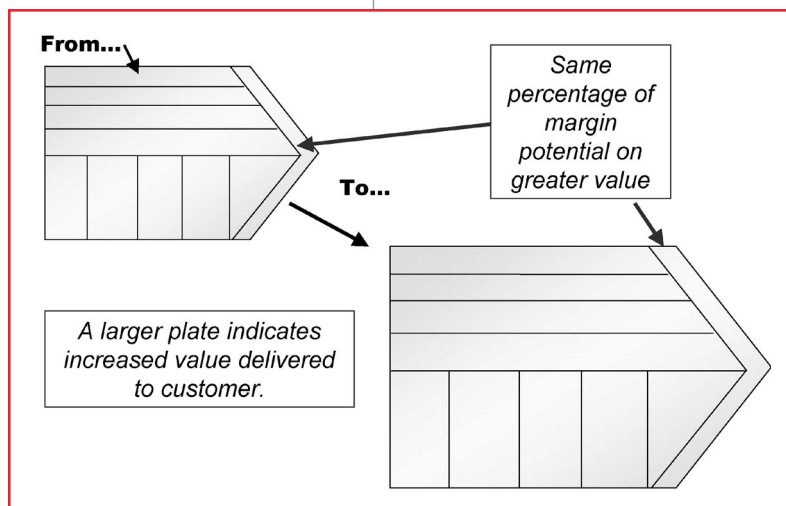 From...
Same
percentage of
margin
potential on
greater value
To...
A larger plate indicates
increased value delivered
to customer.